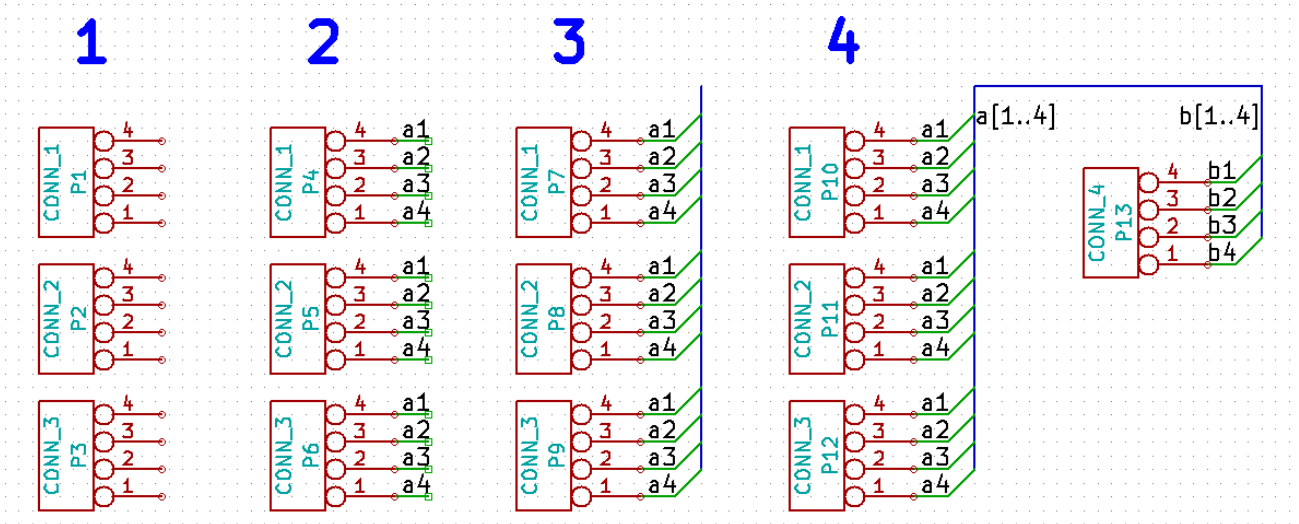 1
2
3
4
CONN_1
P1
4
3
2
1
CONN_2
P2
4
3
2
1
CONN_3
P3
4
3
2
1
CONN_1
P4
4
3
2
1
a1
a2
a3
a4
CONN_2
P5
4
3
2
1
a1
a2
a3
a4
CONN_3
P6
4
3
2
1
a1
a2
a3
a4
CONN_1
P7
4
3
2
1
a1
a2
a3
a4
CONN_2
P8
4
3
2
1
a1
a2
a3
a4
CONN_3
P9
4
3
2
1
a1
a2
a3
a4
CONN_1
P10
4
3
2
1
a1
a2
a3
a4
CONN_2
P11
4
3
2
1
a1
a2
a3
a4
CONN_3
P12
4
3
2
1
a1
a2
a3
a4
a[1..4]
b[1..4]
CONN_4
P13
4
3
2
1
b1
b2
b3
b4